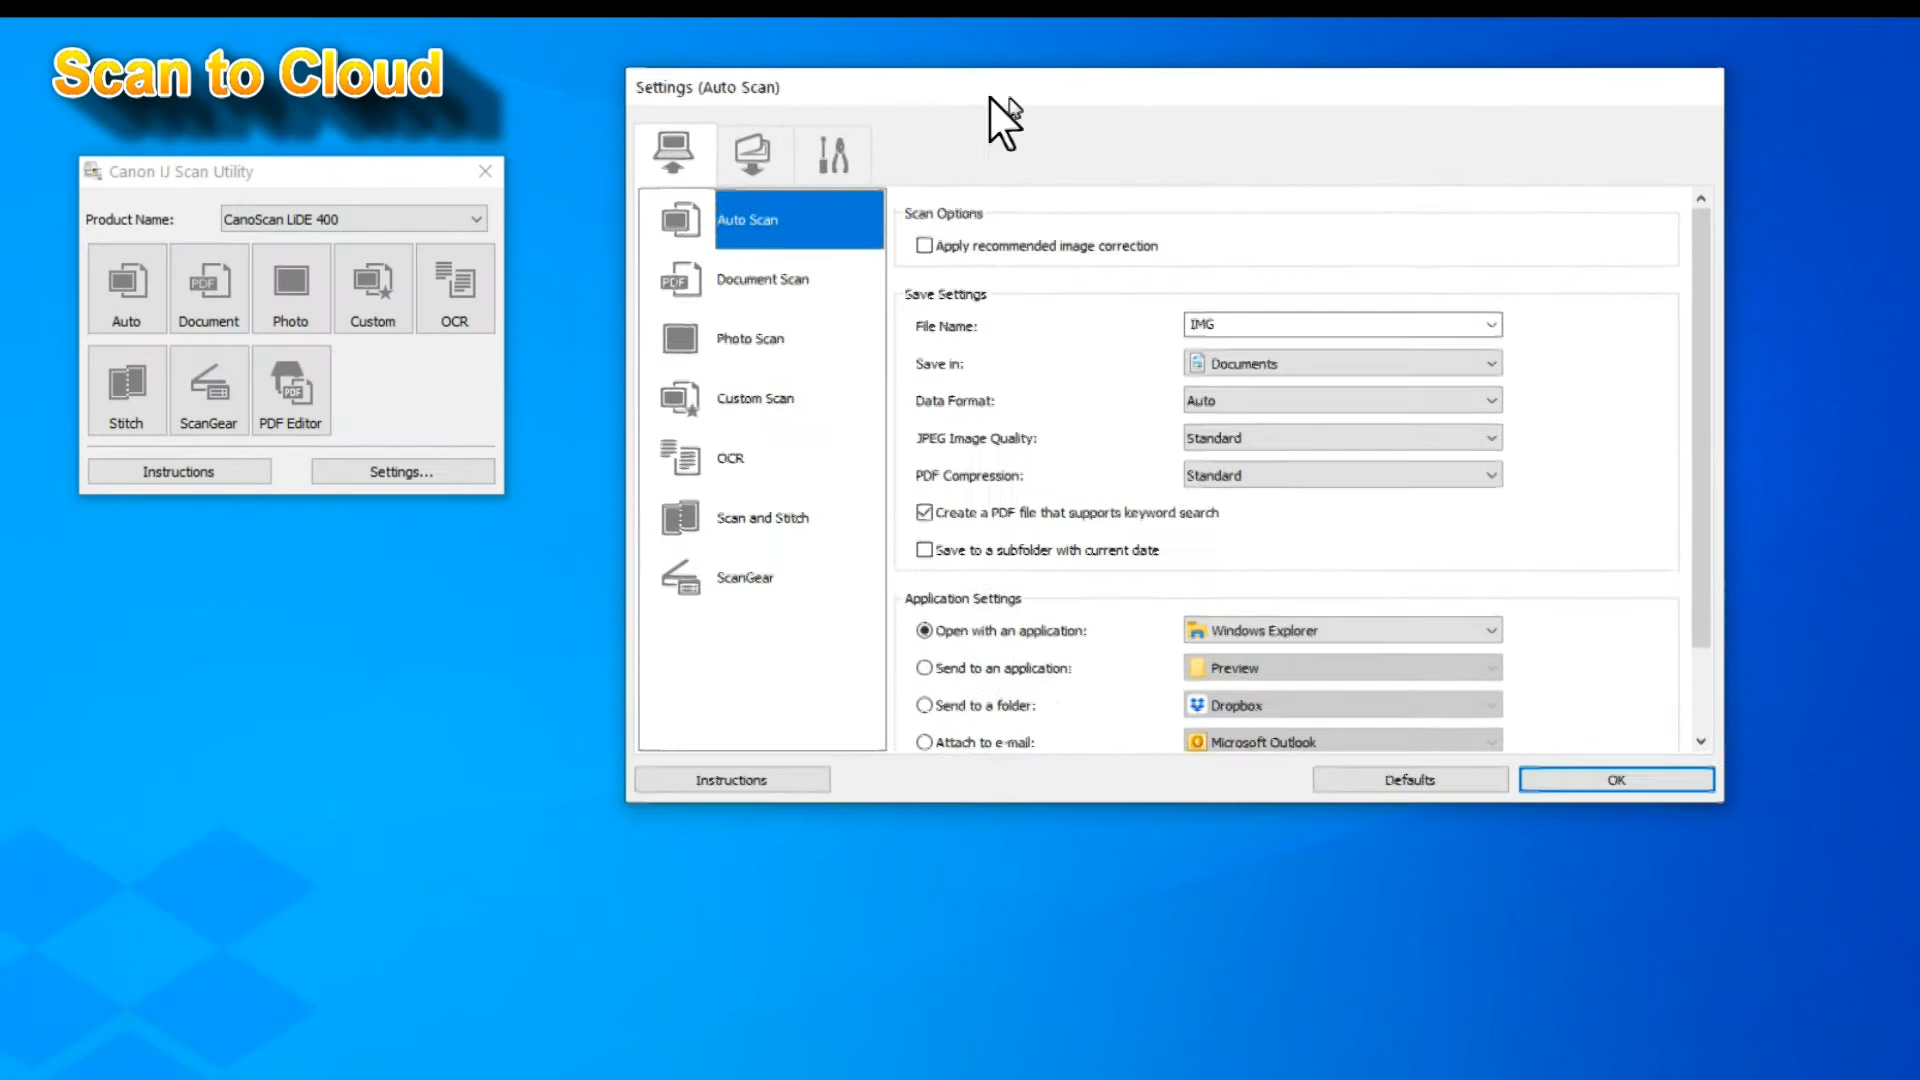 Scan to Cloud
Canon IJ Scan Utility
Product Name: CanoScan LiDE 400
Auto Document Photo Custom OCR
Stitch ScanGear PDF Editor
Instructions Settings...
Settings (Auto Scan)
Auto Scan
PDF Document Scan
Photo Scan
Custom Scan
OCR
Scan and Stitch
ScanGear
Scan Options
Apply recommended image correction
Save Settings
File Name: IMG
Save in: Documents
Data Format: Auto
JPEG Image Quality: Standard
PDF Compression: Standard
Create a PDF file that supports keyword search
Save to a subfolder with current date
Application Settings
Open with an application: Windows Explorer
Send to an application: Preview
Send to a folder: Dropbox
Attach to e-mail: Microsoft Outlook
Instructions Defaults OK